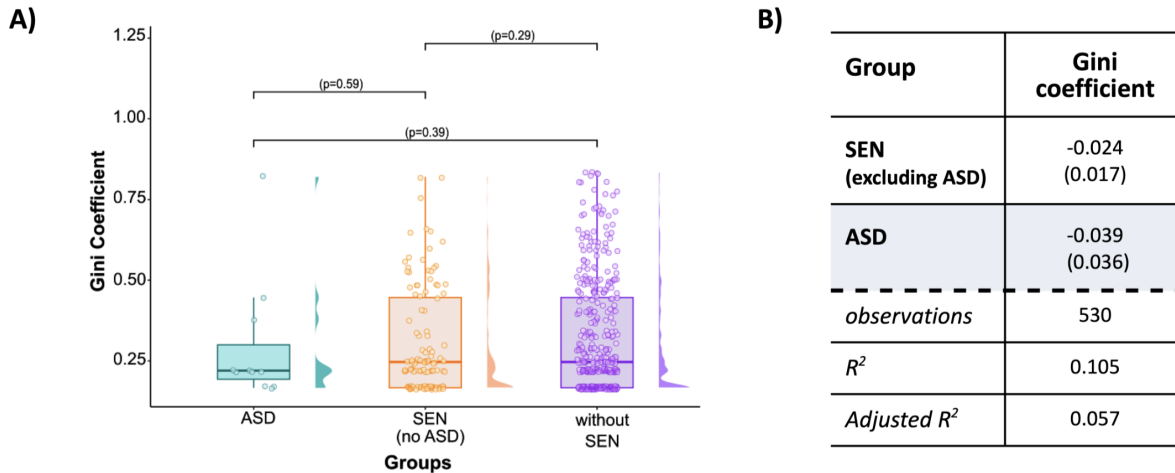 A)
1.25
1.00
0.75
0.50
0.25
Gini Coefficient
(p=0.29)
(p=0.59)
(p=0.39)
ASD
SEN
(no ASD)
without
SEN
Groups
B)
Group
Gini
coefficient
SEN
(excluding ASD)
-0.024
(0.017)
ASD
-0.039
(0.036)
observations
530
R²
0.105
Adjusted R²
0.057